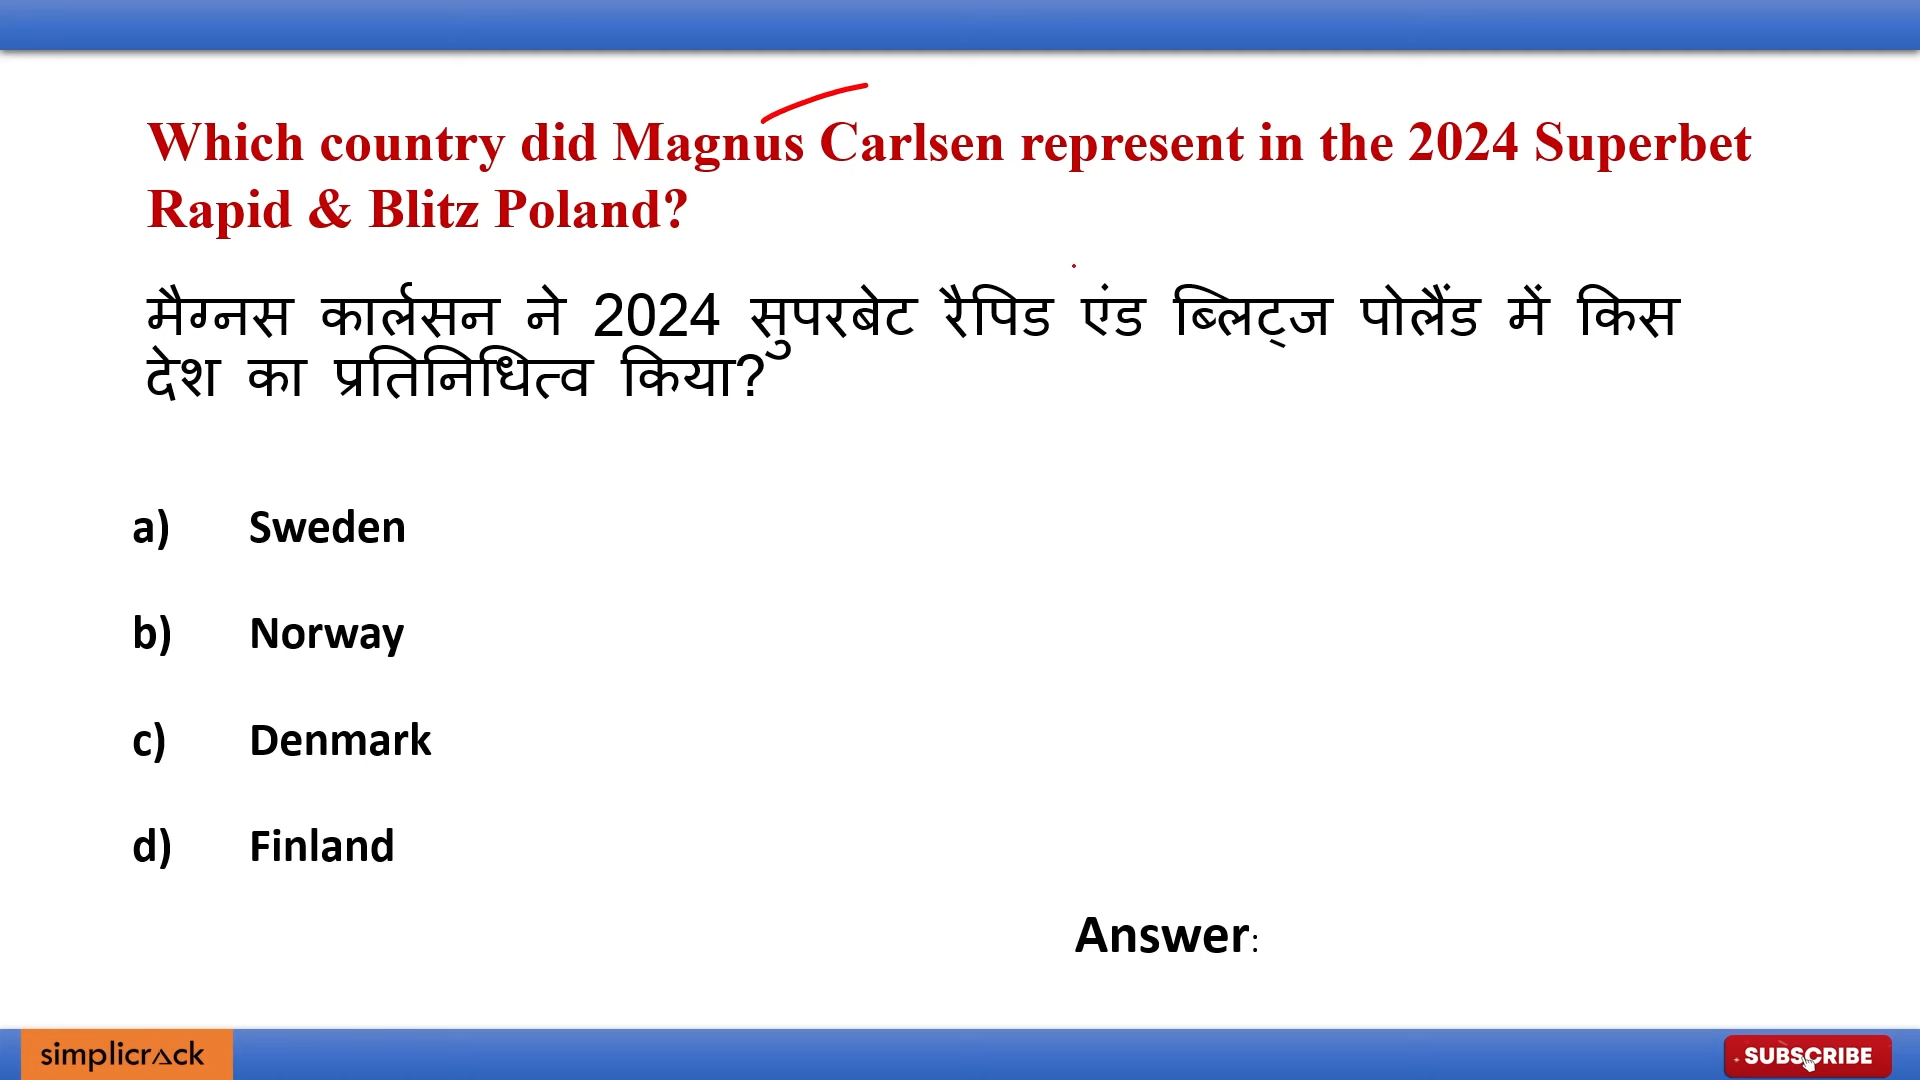 Which country did Magnus Carlsen represent in the 2024 Superbet
Rapid & Blitz Poland?
मैग्नस कार्लसन ने 2024 सुपरबेट रैपिड एंड ब्लिट्ज पोलैंड में किस
देश का प्रतिनिधित्व किया?
a) Sweden
b) Norway
c) Denmark
d) Finland
Answer:
simplicrack
SUBSCRIBE